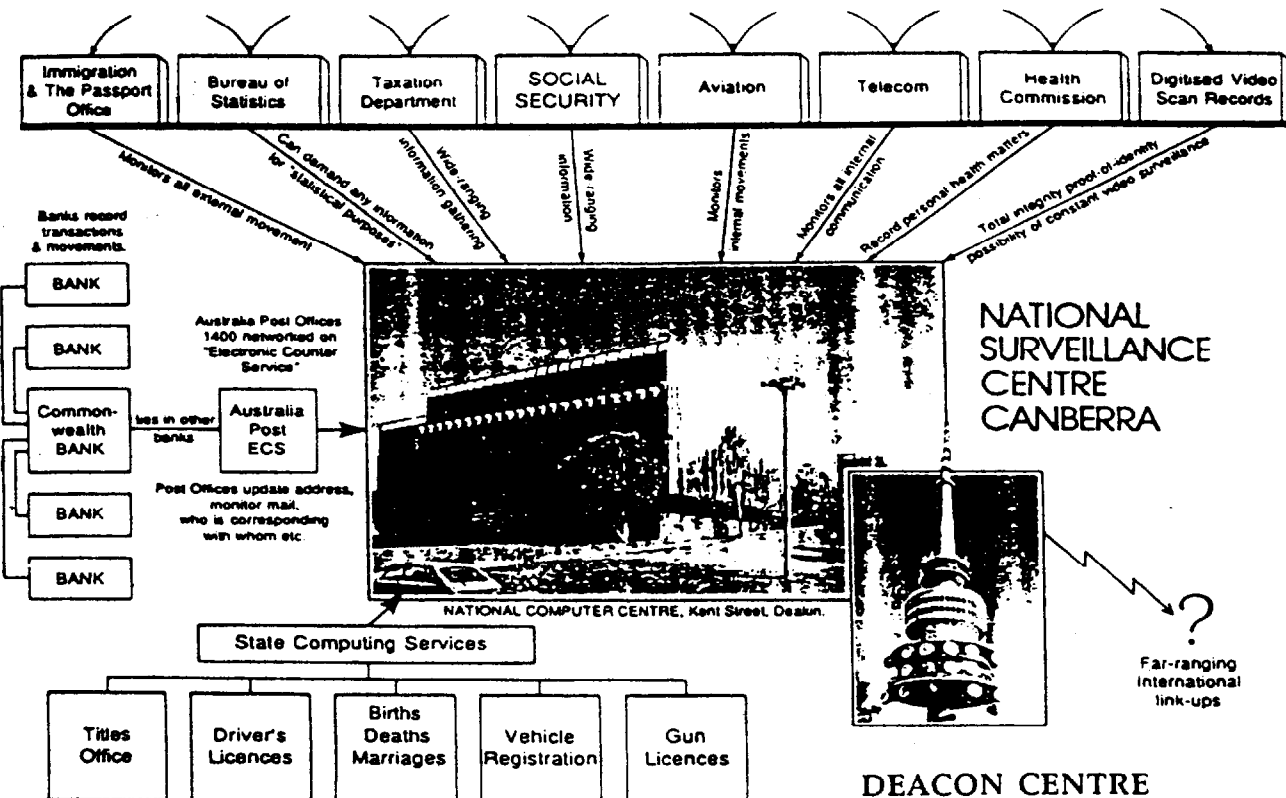 Immigration
& The Passport
Office
Bureau of
Statistics
Taxation
Department
SOCIAL
SECURITY
Aviation
Telecom
Health
Commission
Digitised Video
Scan Records
Monitors all external movement
Can demand any information
for "statistical purposes"
Wide-ranging
information gathering
Wide ranging
information
Monitors
internal movements
Monitors all internal
communication
Record personal health matters
Total integrity proof-of-identity
possibility of constant video surveillance
Banks record
transactions
& movements.
BANK
BANK
Common-
wealth
BANK
BANK
BANK
ties in other
banks
Australia Post Offices
1400 networked on
"Electronic Counter
Service"
Australia
Post
ECS
Post Offices update address,
monitor mail,
who is corresponding
with whom etc.
NATIONAL
SURVEILLANCE
CENTRE
CANBERRA
NATIONAL COMPUTER CENTRE, Kent Street, Deakin.
?
Far-ranging
international
link-ups
State Computing Services
Titles
Office
Driver's
Licences
Births
Deaths
Marriages
Vehicle
Registration
Gun
Licences
DEACON CENTRE